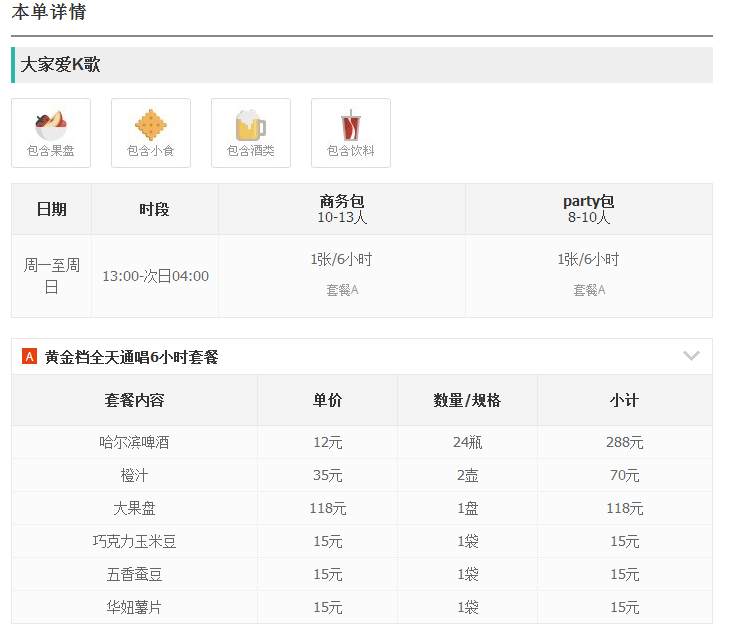 本单详情
大家爱K歌
包含果盘 包含小食 包含酒类 包含饮料
日期 时段 商务包 10-13人 party包 8-10人
周一至周日 13:00-次日04:00 1张/6小时 套餐A 1张/6小时 套餐A
A 黄金档全天通唱6小时套餐
套餐内容 单价 数量/规格 小计
哈尔滨啤酒 12元 24瓶 288元
橙汁 35元 2壶 70元
大果盘 118元 1盘 118元
巧克力玉米豆 15元 1袋 15元
五香蚕豆 15元 1袋 15元
华妞薯片 15元 1袋 15元